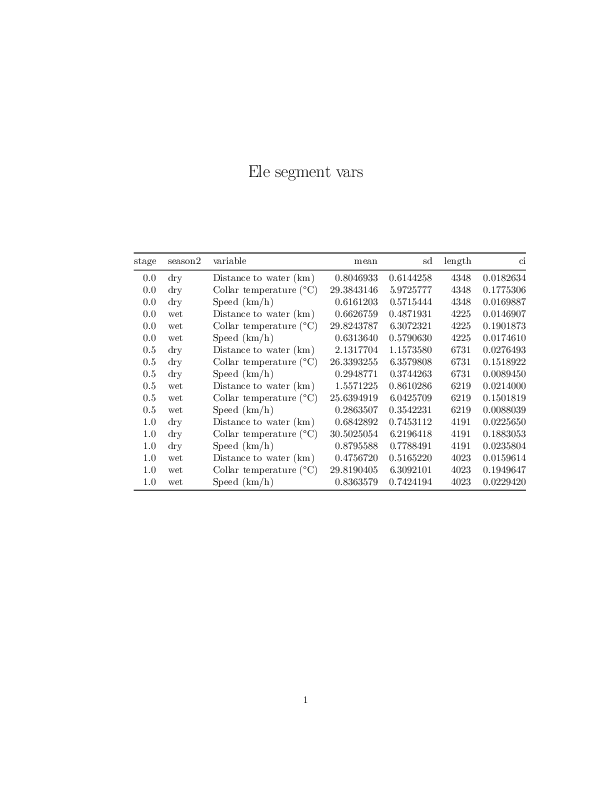 Ele segment vars
stage season2 variable mean sd length ci
0.0 dry Distance to water (km) 0.8046933 0.6144258 4348 0.0182634
0.0 dry Collar temperature (°C) 29.3843146 5.9725777 4348 0.1775306
0.0 dry Speed (km/h) 0.6161203 0.5715444 4348 0.0169887
0.0 wet Distance to water (km) 0.6626759 0.4871931 4225 0.0146907
0.0 wet Collar temperature (°C) 29.8243787 6.3072321 4225 0.1901873
0.0 wet Speed (km/h) 0.6313640 0.5790630 4225 0.0174610
0.5 dry Distance to water (km) 2.1317704 1.1573580 6731 0.0276493
0.5 dry Collar temperature (°C) 26.3393255 6.3579808 6731 0.1518922
0.5 dry Speed (km/h) 0.2948771 0.3744263 6731 0.0089450
0.5 wet Distance to water (km) 1.5571225 0.8610286 6219 0.0214000
0.5 wet Collar temperature (°C) 25.6394919 6.0425709 6219 0.1501819
0.5 wet Speed (km/h) 0.2863507 0.3542231 6219 0.0088039
1.0 dry Distance to water (km) 0.6842892 0.7453112 4191 0.0225650
1.0 dry Collar temperature (°C) 30.5025054 6.2196418 4191 0.1883053
1.0 dry Speed (km/h) 0.8795588 0.7788491 4191 0.0235804
1.0 wet Distance to water (km) 0.4756720 0.5165220 4023 0.0159614
1.0 wet Collar temperature (°C) 29.8190405 6.3092101 4023 0.1949647
1.0 wet Speed (km/h) 0.8363579 0.7424194 4023 0.0229420
1